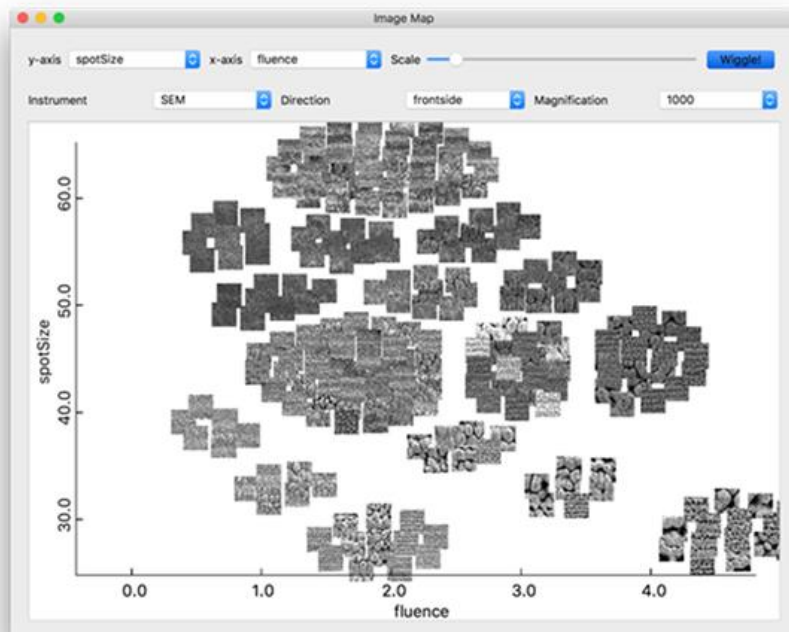 Image Map
y-axis spotSize x-axis fluence Scale Wiggle!
Instrument SEM Direction frontside Magnification 1000
60.0
50.0
spotSize
40.0
30.0
0.0 1.0 2.0 3.0 4.0
fluence